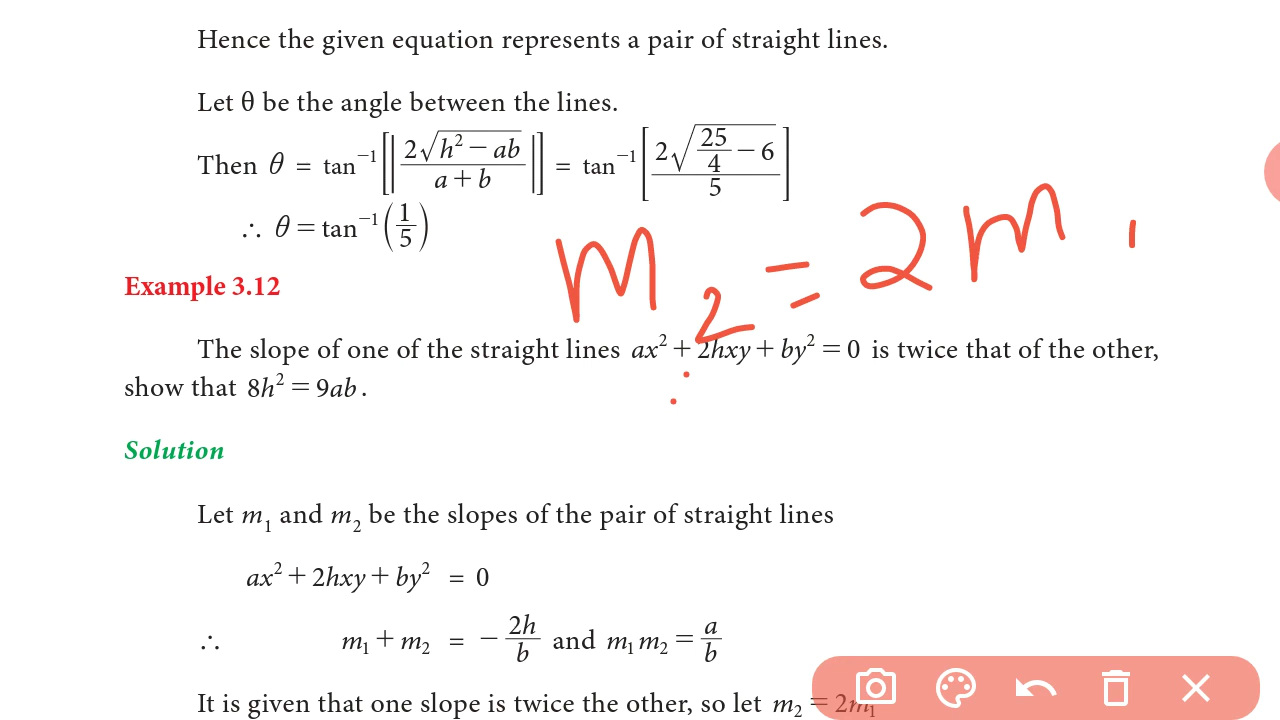 Hence the given equation represents a pair of straight lines.
Let θ be the angle between the lines.
Then θ = tan⁻¹[|2√(h² − ab) / (a + b)|] = tan⁻¹[2√(25/4 − 6) / 5]
∴ θ = tan⁻¹(1/5)
m₂ = 2m₁
Example 3.12
The slope of one of the straight lines ax² + 2hxy + by² = 0 is twice that of the other,
show that 8h² = 9ab.
Solution
Let m₁ and m₂ be the slopes of the pair of straight lines
ax² + 2hxy + by² = 0
∴ m₁ + m₂ = − 2h/b and m₁ m₂ = a/b
It is given that one slope is twice the other, so let m₂ = 2m₁